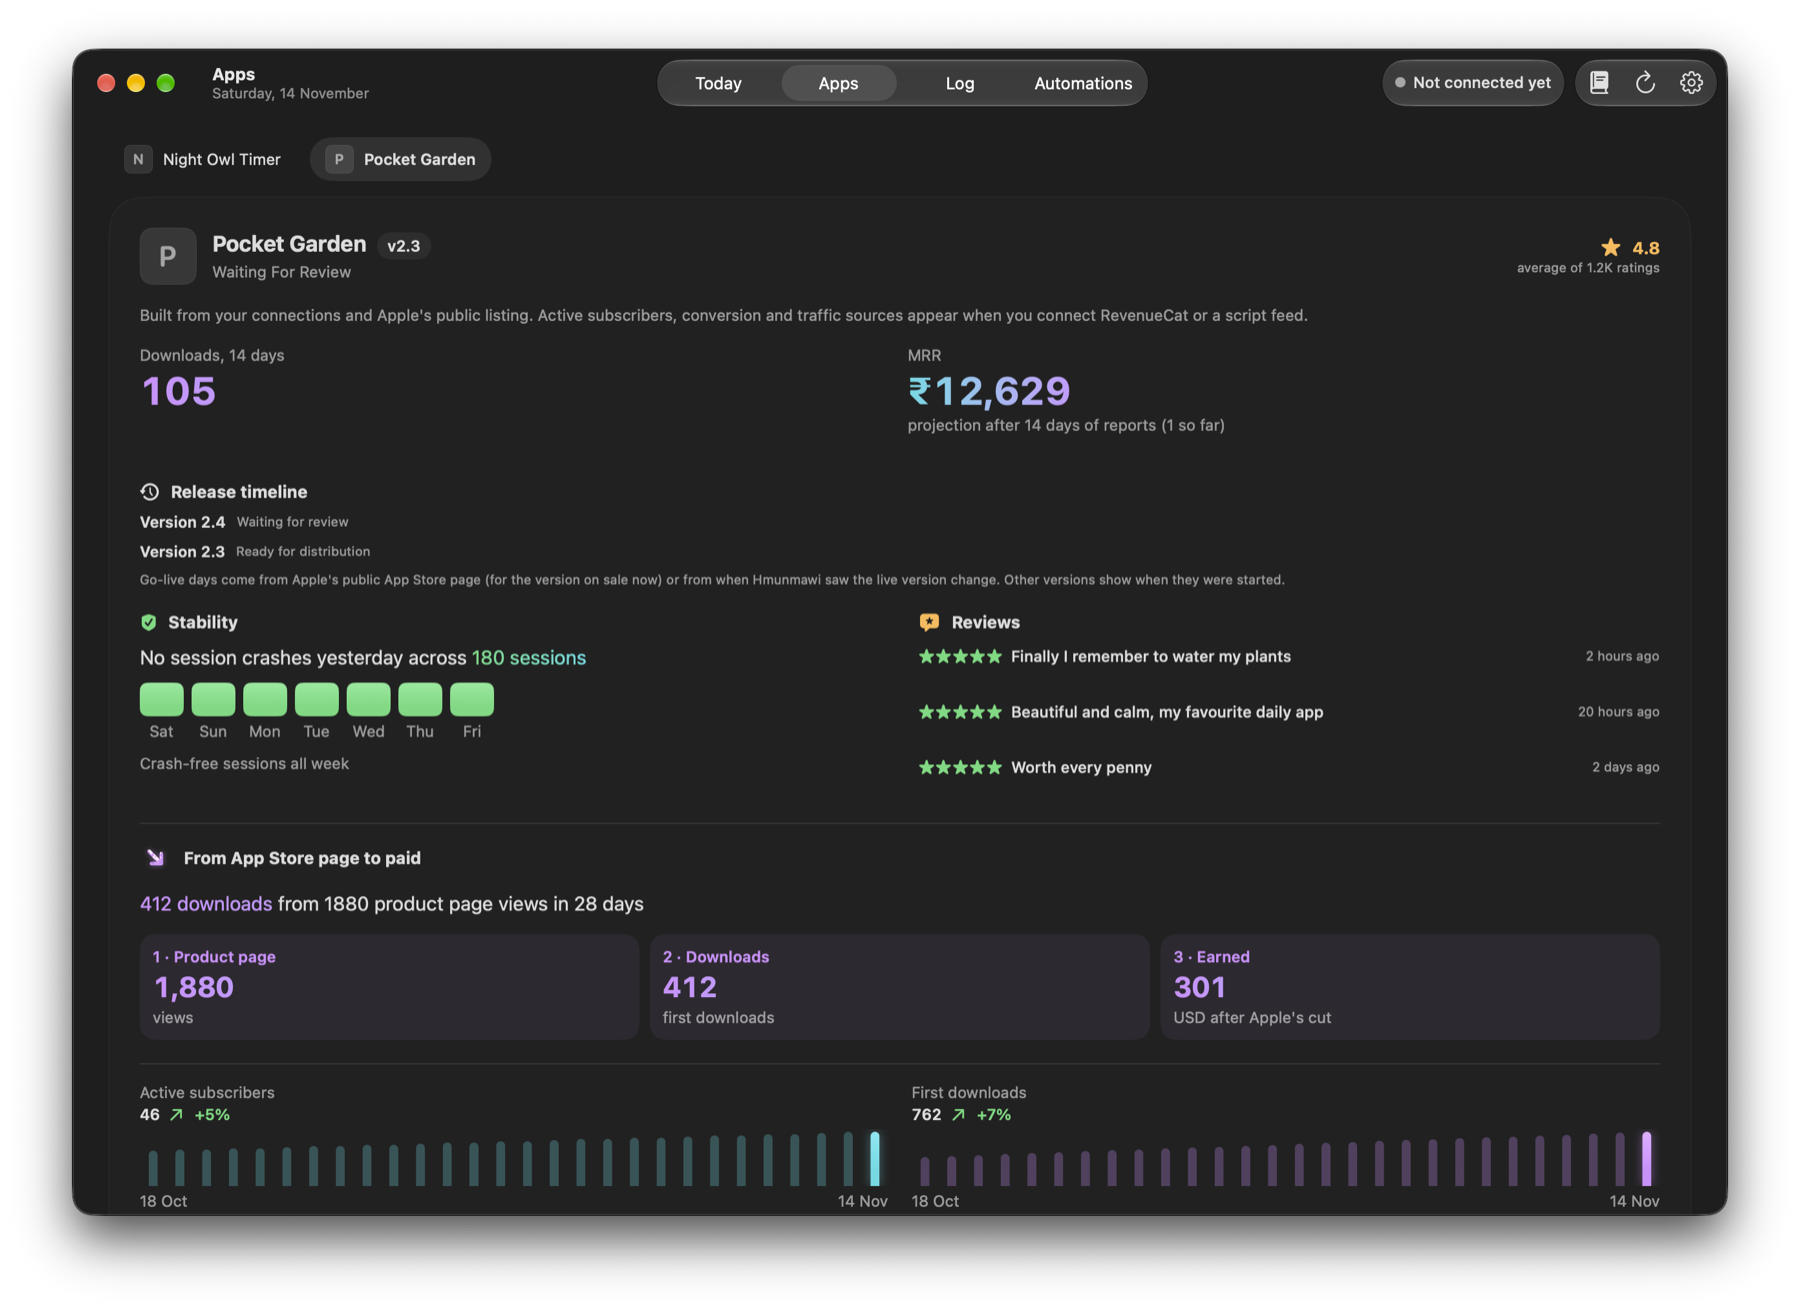 Apps
Saturday, 14 November
Today
Apps
Log
Automations
Not connected yet
N
Night Owl Timer
P
Pocket Garden
P
Pocket Garden
v2.3
Waiting For Review
4.8
average of 1.2K ratings
Built from your connections and Apple's public listing. Active subscribers, conversion and traffic sources appear when you connect RevenueCat or a script feed.
Downloads, 14 days
105
MRR
₹12,629
projection after 14 days of reports (1 so far)
Release timeline
Version 2.4 Waiting for review
Version 2.3 Ready for distribution
Go-live days come from Apple's public App Store page (for the version on sale now) or from when Hmunmawi saw the live version change. Other versions show when they were started.
Stability
No session crashes yesterday across 180 sessions
Sat Sun Mon Tue Wed Thu Fri
Crash-free sessions all week
Reviews
Finally I remember to water my plants
2 hours ago
Beautiful and calm, my favourite daily app
20 hours ago
Worth every penny
2 days ago
From App Store page to paid
412 downloads from 1880 product page views in 28 days
1 · Product page
1,880
views
2 · Downloads
412
first downloads
3 · Earned
301
USD after Apple's cut
Active subscribers
46 +5%
18 Oct 14 Nov
First downloads
762 +7%
18 Oct 14 Nov